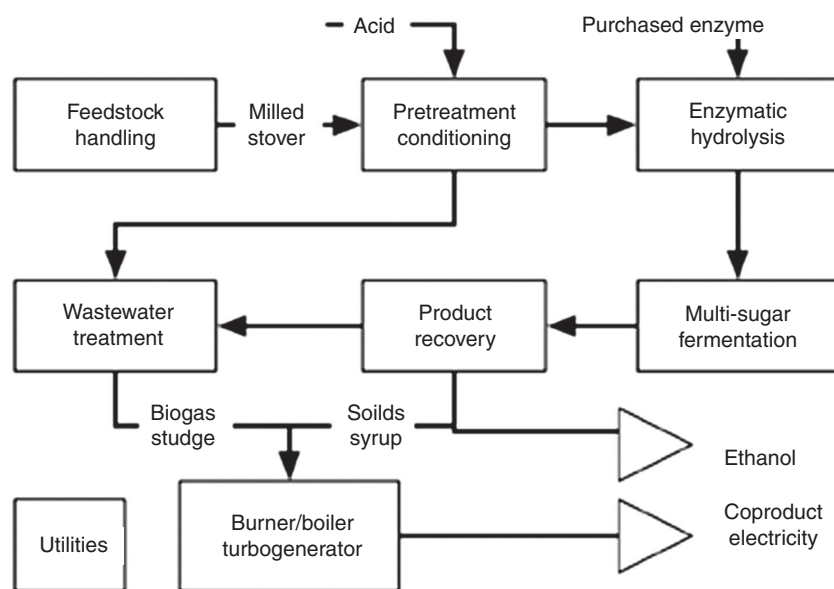 Acid
Purchased enzyme
Feedstock
handling
Milled
stover
Pretreatment
conditioning
Enzymatic
hydrolysis
Wastewater
treatment
Product
recovery
Multi-sugar
fermentation
Biogas
studge
Soilds
syrup
Ethanol
Utilities
Burner/boiler
turbogenerator
Coproduct
electricity